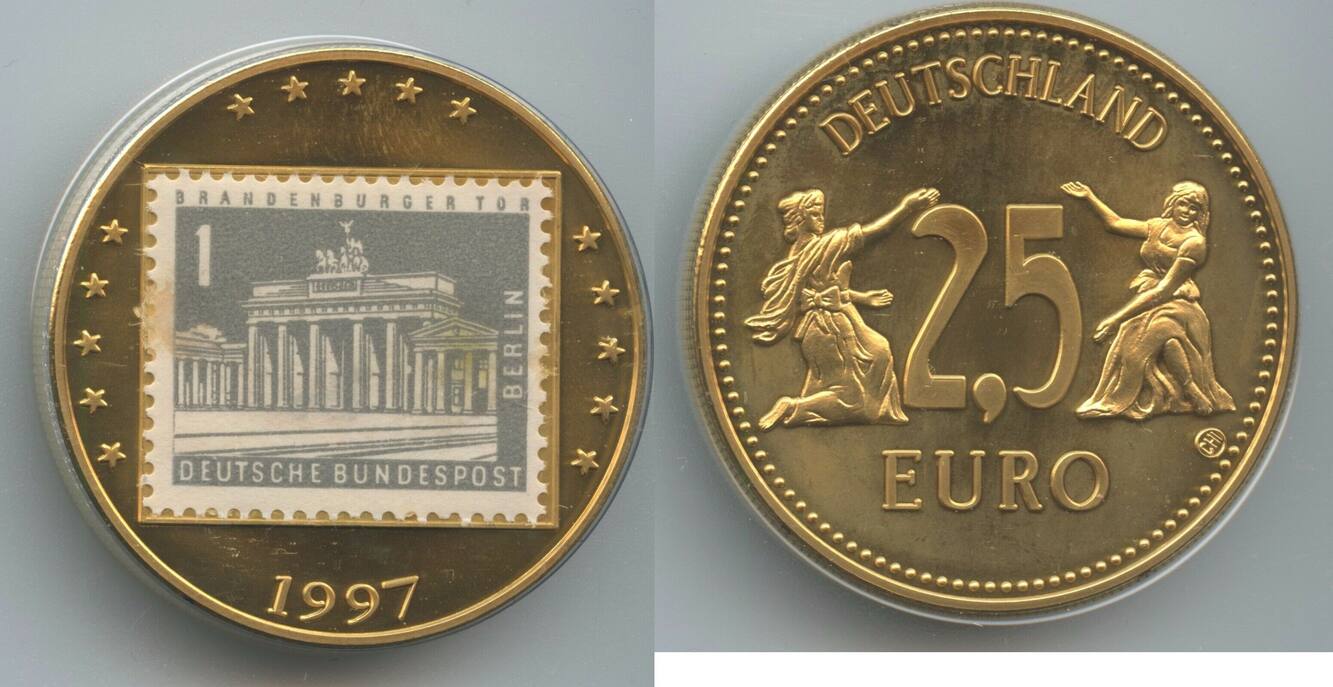 BRANDENBURGER TOR
1
BERLIN
DEUTSCHE BUNDESPOST
1997
DEUTSCHLAND
2,5
EURO